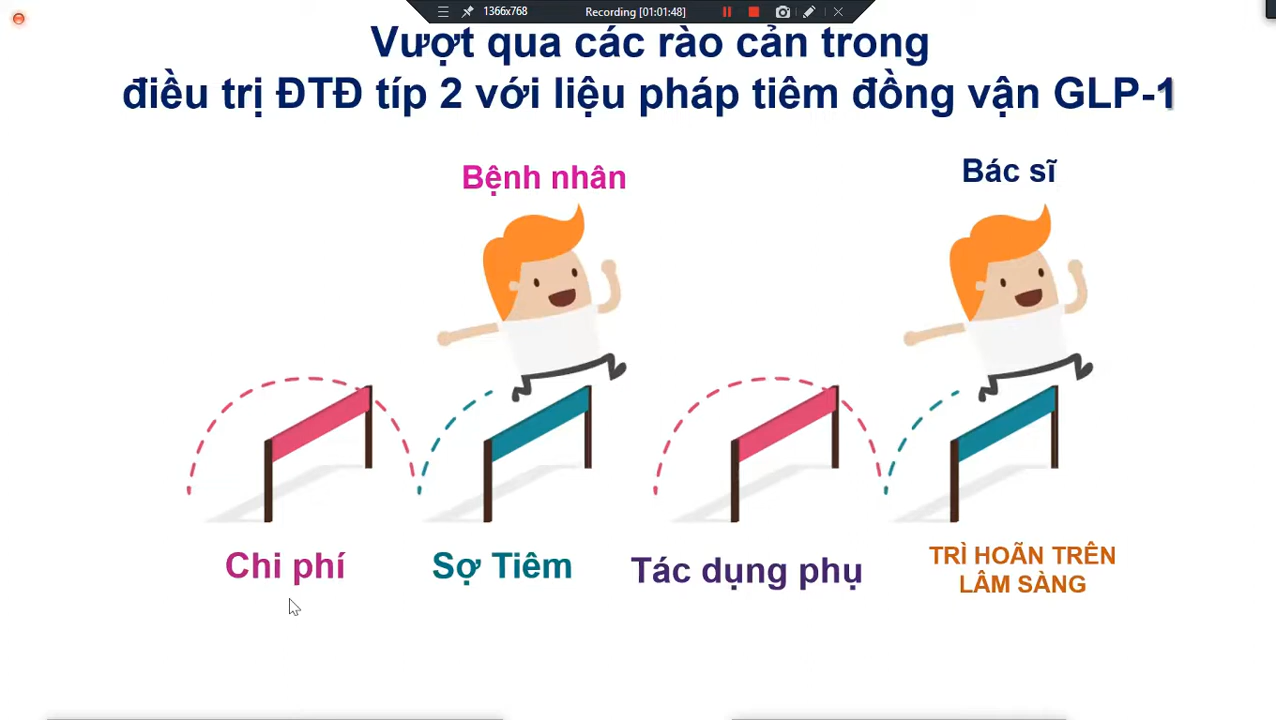 1366x768
Recording [01:01:48]
Vượt qua các rào cản trong
điều trị ĐTĐ típ 2 với liệu pháp tiêm đồng vận GLP-1
Bệnh nhân
Bác sĩ
Chi phí
Sợ Tiêm
Tác dụng phụ
TRÌ HOÃN TRÊN
LÂM SÀNG